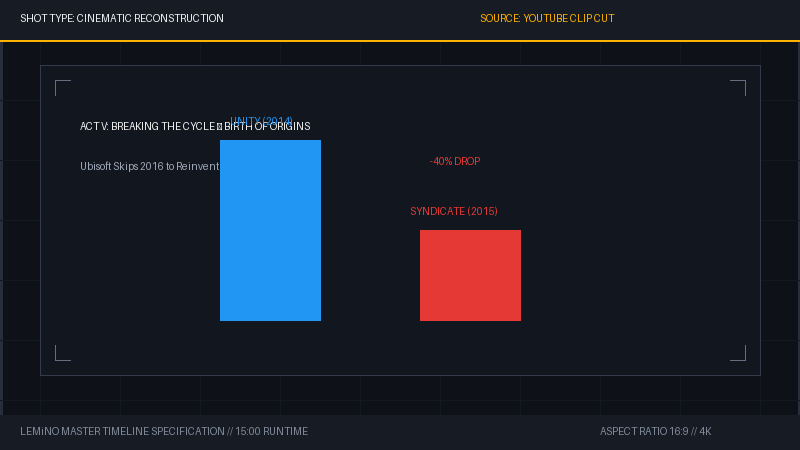 SHOT TYPE: CINEMATIC RECONSTRUCTION
SOURCE: YOUTUBE CLIP CUT
UNITY (2014)
ACT V: BREAKING THE CYCLE BIRTH OF ORIGINS
Ubisoft Skips 2016 to Reinvent
-40% DROP
SYNDICATE (2015)
LEMiNO MASTER TIMELINE SPECIFICATION // 15:00 RUNTIME
ASPECT RATIO 16:9 // 4K